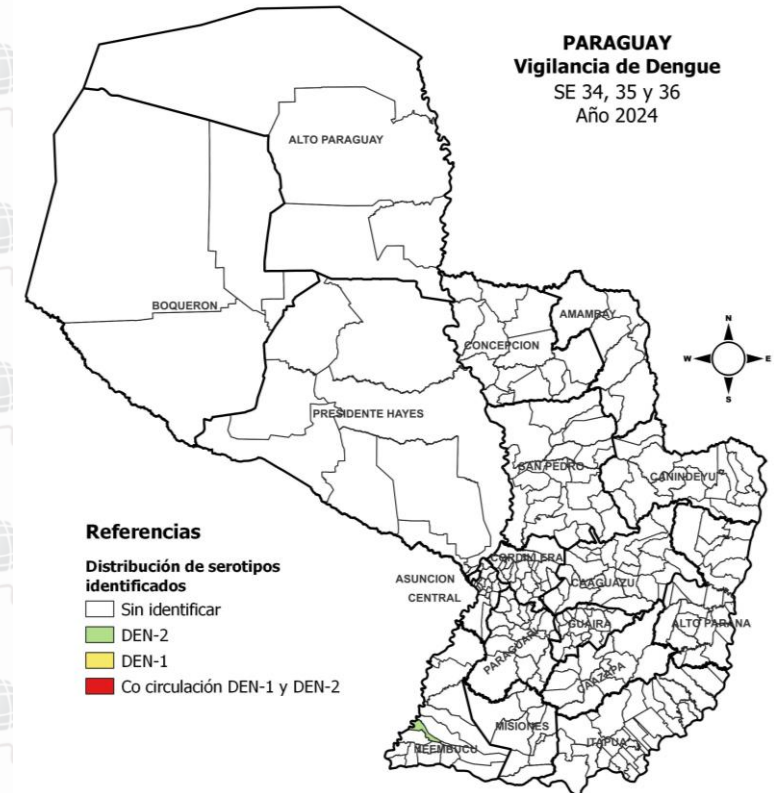 PARAGUAY
Vigilancia de Dengue
SE 34, 35 y 36
Año 2024
ALTO PARAGUAY
BOQUERON
AMAMBAY
CONCEPCION
N
W
E
S
PRESIDENTE HAYES
SAN PEDRO
CANINDEYU
CORDILLERA
ASUNCION
CENTRAL
CAAGUAZU
GUAIRA
ALTO PARANA
PARAGUARI
CAAZAPA
MISIONES
ITAPUA
ÑEEMBUCU
Referencias
Distribución de serotipos
identificados
Sin identificar
DEN-2
DEN-1
Co circulación DEN-1 y DEN-2